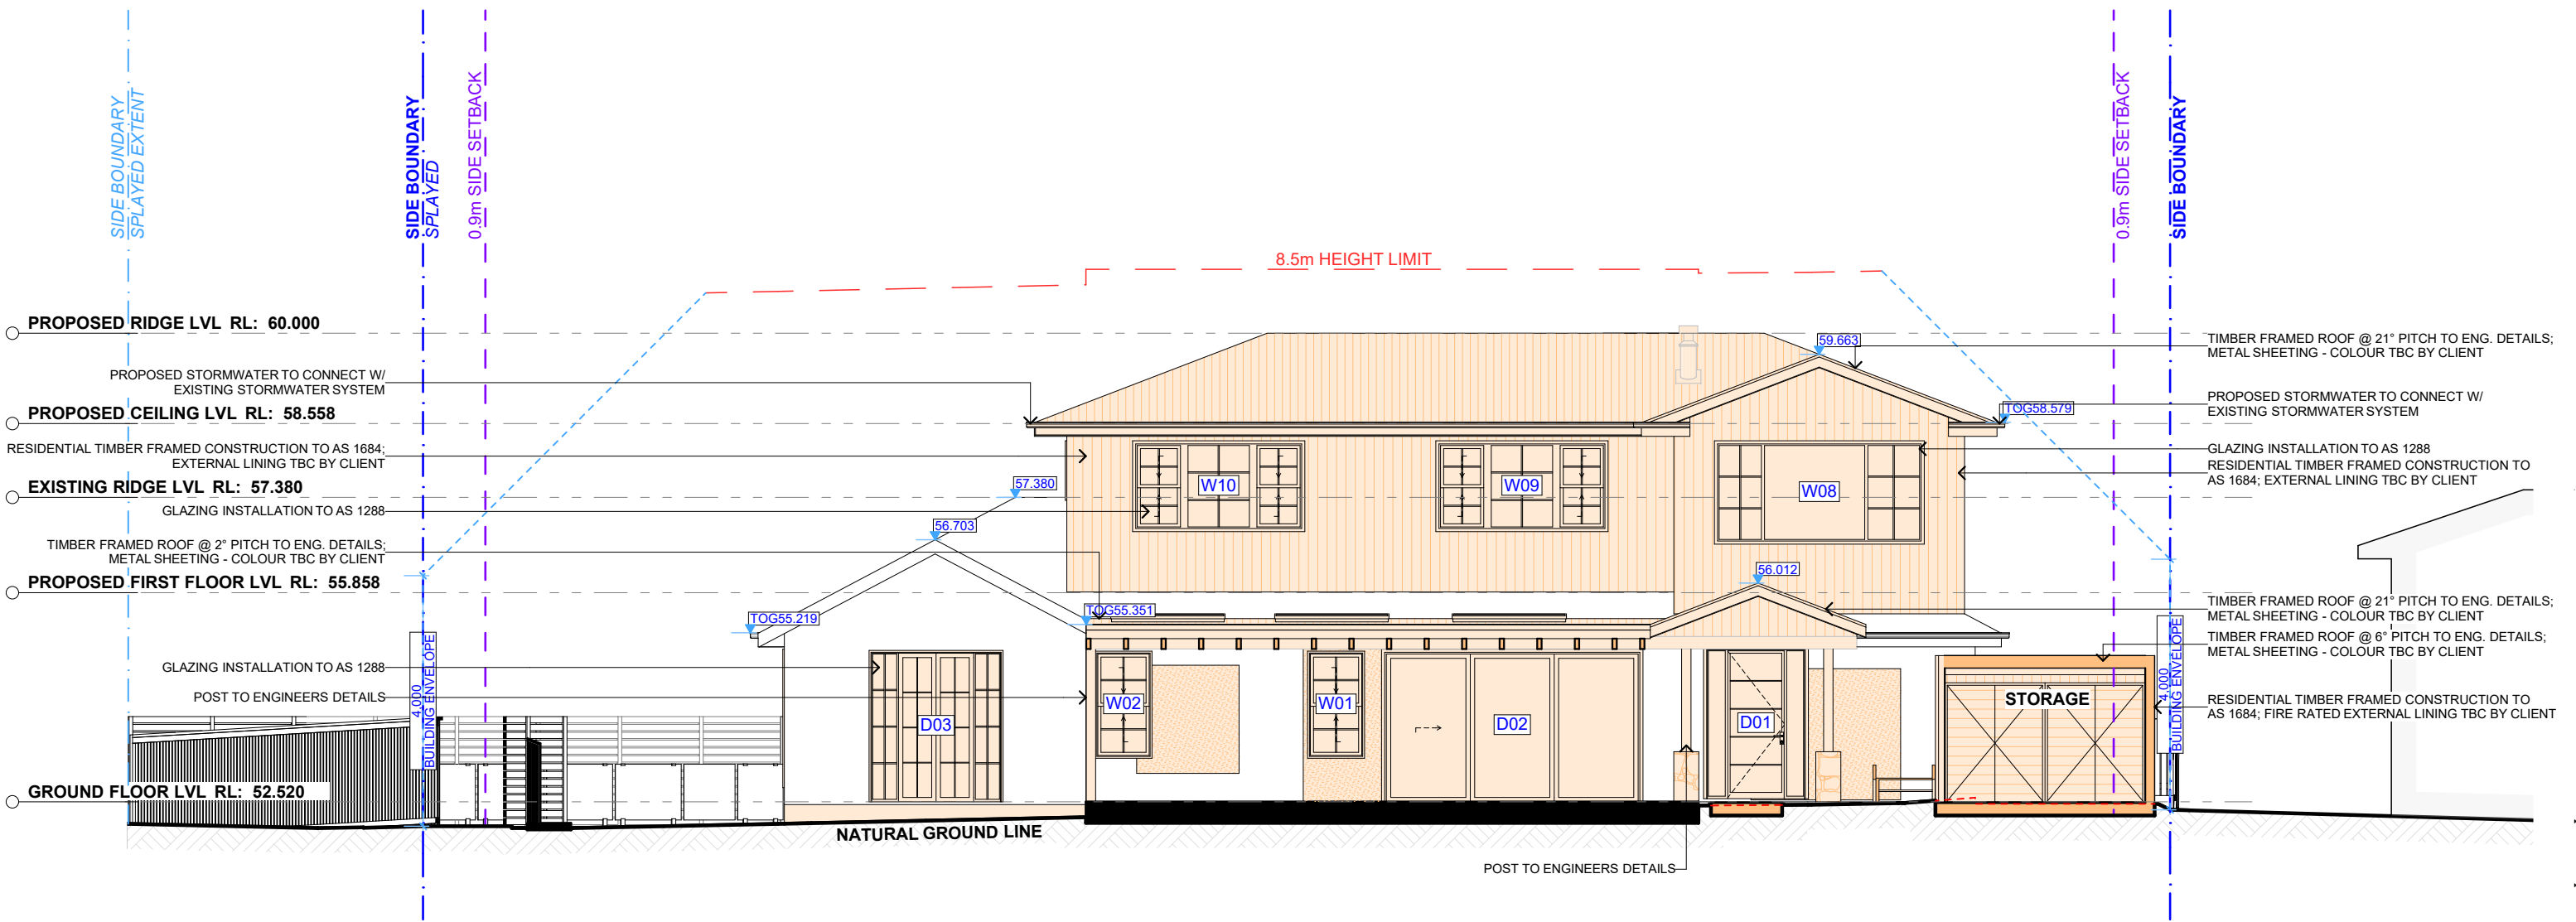 SIDE BOUNDARY
SPLAYED EXTENT
SIDE BOUNDARY
SPLAYED
0.9m SIDE SETBACK
0.9m SIDE SETBACK
SIDE BOUNDARY
8.5m HEIGHT LIMIT
PROPOSED RIDGE LVL RL: 60.000
PROPOSED STORMWATER TO CONNECT W/
EXISTING STORMWATER SYSTEM
PROPOSED CEILING LVL RL: 58.558
RESIDENTIAL TIMBER FRAMED CONSTRUCTION TO AS 1684;
EXTERNAL LINING TBC BY CLIENT
EXISTING RIDGE LVL RL: 57.380
GLAZING INSTALLATION TO AS 1288
TIMBER FRAMED ROOF @ 2° PITCH TO ENG. DETAILS;
METAL SHEETING - COLOUR TBC BY CLIENT
PROPOSED FIRST FLOOR LVL RL: 55.858
GLAZING INSTALLATION TO AS 1288
POST TO ENGINEERS DETAILS
GROUND FLOOR LVL RL: 52.520
4.000
BUILDING ENVELOPE
59.663
TOG58.579
57.380
56.703
W10
W09
W08
56.012
TOG55.219
TOG55.351
W02
W01
D03
D02
D01
STORAGE
NATURAL GROUND LINE
POST TO ENGINEERS DETAILS
4.000
BUILDING ENVELOPE
TIMBER FRAMED ROOF @ 21° PITCH TO ENG. DETAILS;
METAL SHEETING - COLOUR TBC BY CLIENT
PROPOSED STORMWATER TO CONNECT W/
EXISTING STORMWATER SYSTEM
GLAZING INSTALLATION TO AS 1288
RESIDENTIAL TIMBER FRAMED CONSTRUCTION TO
AS 1684; EXTERNAL LINING TBC BY CLIENT
TIMBER FRAMED ROOF @ 21° PITCH TO ENG. DETAILS;
METAL SHEETING - COLOUR TBC BY CLIENT
TIMBER FRAMED ROOF @ 6° PITCH TO ENG. DETAILS;
METAL SHEETING - COLOUR TBC BY CLIENT
RESIDENTIAL TIMBER FRAMED CONSTRUCTION TO
AS 1684; FIRE RATED EXTERNAL LINING TBC BY CLIENT